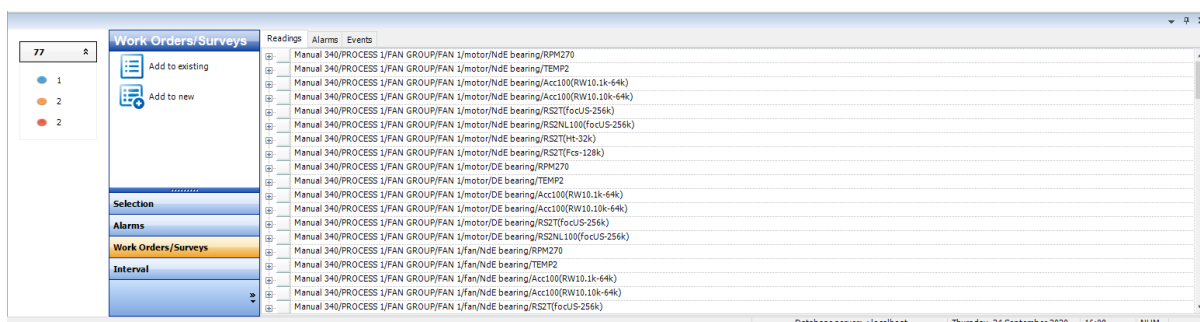 77
1
2
2
Work Orders/Surveys
Add to existing
Add to new
Selection
Alarms
Work Orders/Surveys
Interval
Readings Alarms Events
Manual 340/PROCESS 1/FAN GROUP/FAN 1/motor/NdE bearing/RPM270
Manual 340/PROCESS 1/FAN GROUP/FAN 1/motor/NdE bearing/TEMP2
Manual 340/PROCESS 1/FAN GROUP/FAN 1/motor/NdE bearing/Acc100(RW10.1k-64k)
Manual 340/PROCESS 1/FAN GROUP/FAN 1/motor/NdE bearing/Acc100(RW10.10k-64k)
Manual 340/PROCESS 1/FAN GROUP/FAN 1/motor/NdE bearing/RS2T(focUS-256k)
Manual 340/PROCESS 1/FAN GROUP/FAN 1/motor/NdE bearing/RS2NL100(focUS-256k)
Manual 340/PROCESS 1/FAN GROUP/FAN 1/motor/NdE bearing/RS2T(Ht-32k)
Manual 340/PROCESS 1/FAN GROUP/FAN 1/motor/NdE bearing/RS2T(Fcs-128k)
Manual 340/PROCESS 1/FAN GROUP/FAN 1/motor/DE bearing/RPM270
Manual 340/PROCESS 1/FAN GROUP/FAN 1/motor/DE bearing/TEMP2
Manual 340/PROCESS 1/FAN GROUP/FAN 1/motor/DE bearing/Acc100(RW10.1k-64k)
Manual 340/PROCESS 1/FAN GROUP/FAN 1/motor/DE bearing/Acc100(RW10.10k-64k)
Manual 340/PROCESS 1/FAN GROUP/FAN 1/motor/DE bearing/RS2T(focUS-256k)
Manual 340/PROCESS 1/FAN GROUP/FAN 1/motor/DE bearing/RS2NL100(focUS-256k)
Manual 340/PROCESS 1/FAN GROUP/FAN 1/fan/NdE bearing/RPM270
Manual 340/PROCESS 1/FAN GROUP/FAN 1/fan/NdE bearing/TEMP2
Manual 340/PROCESS 1/FAN GROUP/FAN 1/fan/NdE bearing/Acc100(RW10.1k-64k)
Manual 340/PROCESS 1/FAN GROUP/FAN 1/fan/NdE bearing/Acc100(RW10.10k-64k)
Manual 340/PROCESS 1/FAN GROUP/FAN 1/fan/NdE bearing/RS2T(focUS-256k)